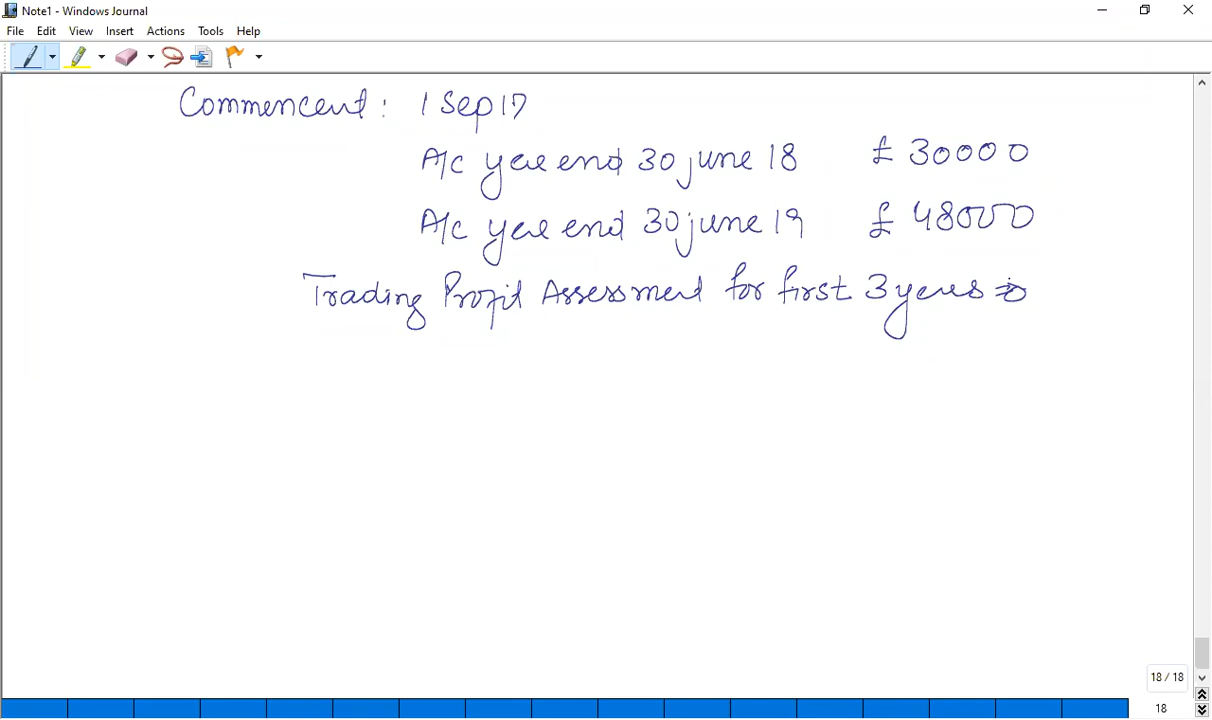 Note1 - Windows Journal
File Edit View Insert Actions Tools Help
Commencent : 1 Sep 17
A/c year end 30 june 18 £ 30000
A/c year end 30 june 19 £ 48000
Trading Profit Assessment for first 3 years ⇒
18 / 18
18